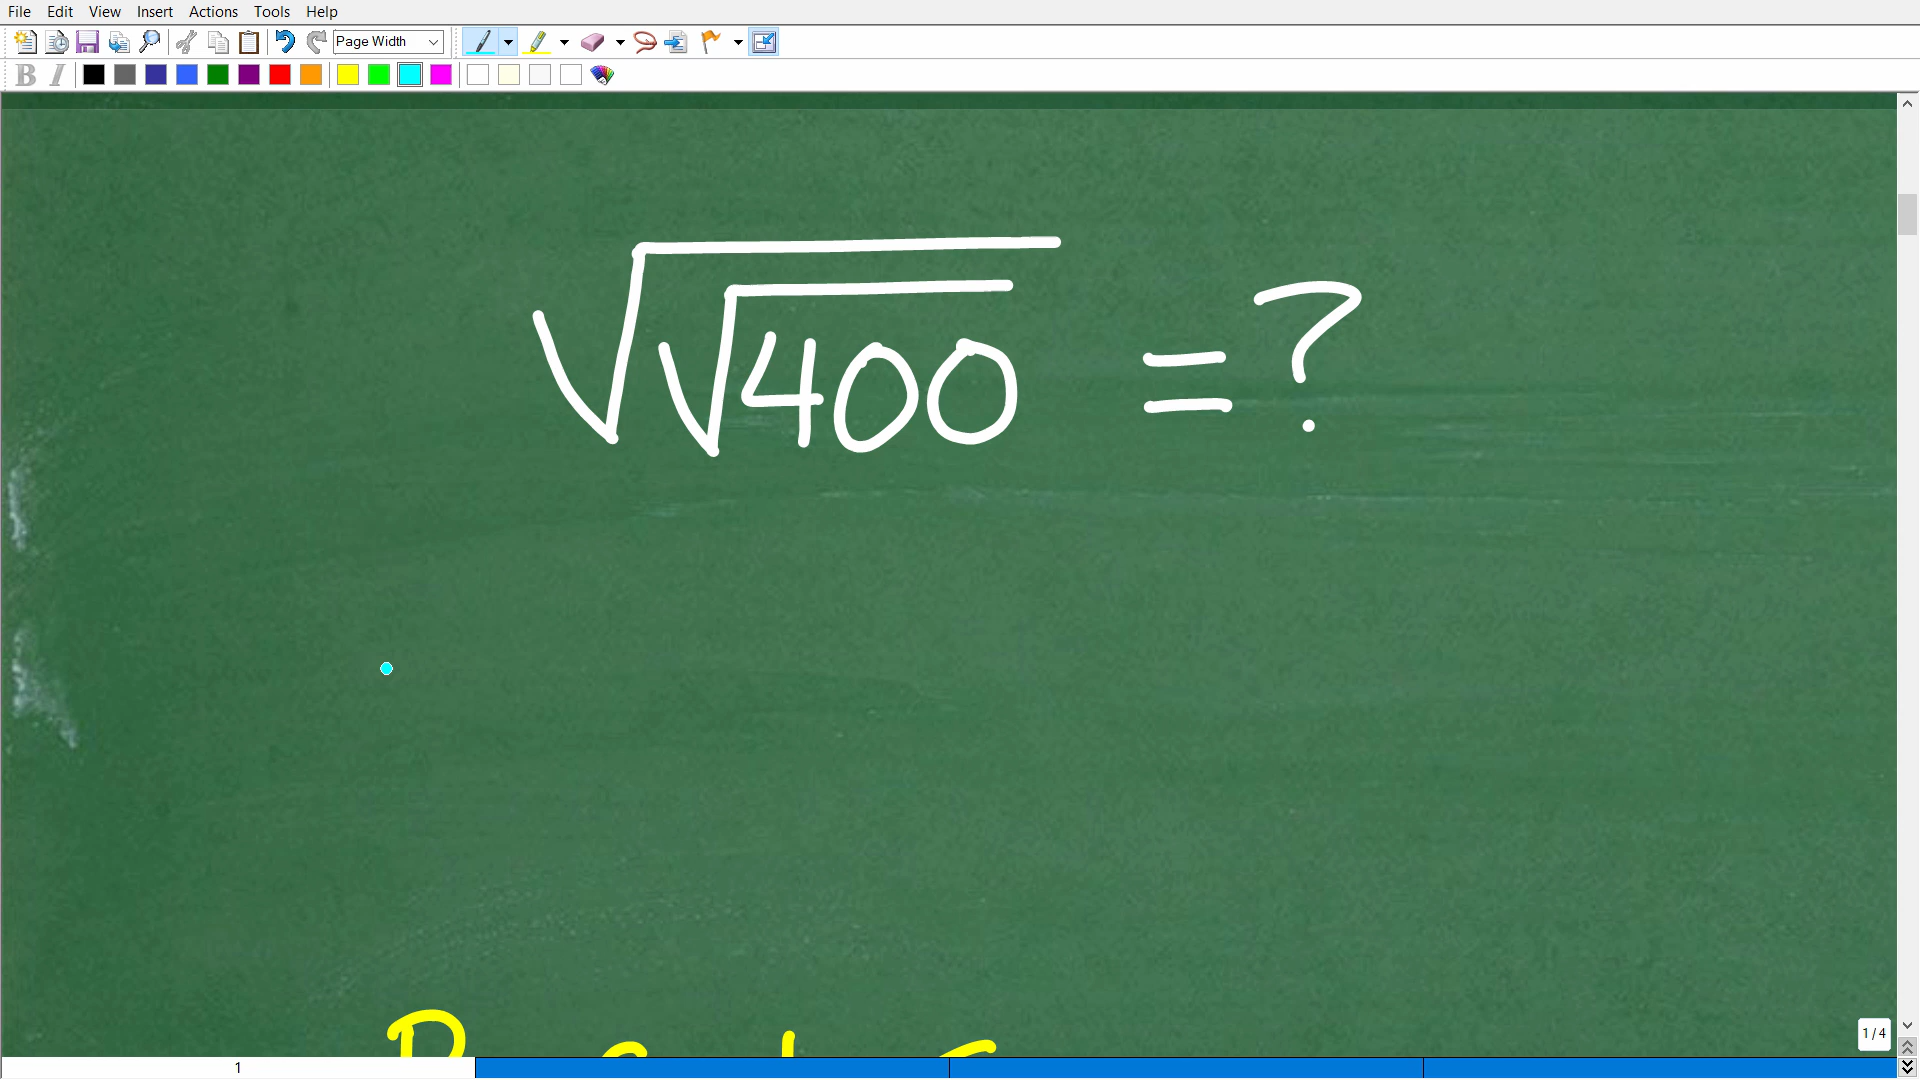 File Edit View Insert Actions Tools Help
Page Width
B I
√√400 = ?
1 / 4
1